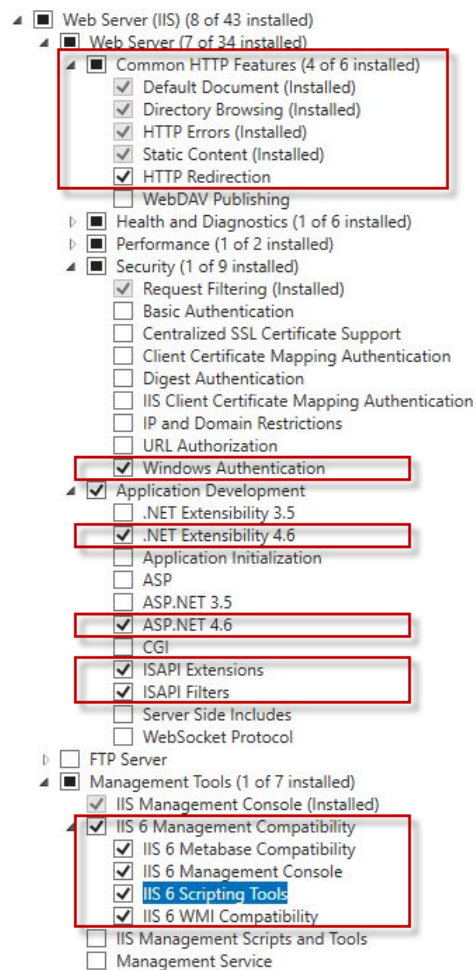 Web Server (IIS) (8 of 43 installed)
Web Server (7 of 34 installed)
Common HTTP Features (4 of 6 installed)
Default Document (Installed)
Directory Browsing (Installed)
HTTP Errors (Installed)
Static Content (Installed)
HTTP Redirection
WebDAV Publishing
Health and Diagnostics (1 of 6 installed)
Performance (1 of 2 installed)
Security (1 of 9 installed)
Request Filtering (Installed)
Basic Authentication
Centralized SSL Certificate Support
Client Certificate Mapping Authentication
Digest Authentication
IIS Client Certificate Mapping Authentication
IP and Domain Restrictions
URL Authorization
Windows Authentication
Application Development
.NET Extensibility 3.5
.NET Extensibility 4.6
Application Initialization
ASP
ASP.NET 3.5
ASP.NET 4.6
CGI
ISAPI Extensions
ISAPI Filters
Server Side Includes
WebSocket Protocol
FTP Server
Management Tools (1 of 7 installed)
IIS Management Console (Installed)
IIS 6 Management Compatibility
IIS 6 Metabase Compatibility
IIS 6 Management Console
IIS 6 Scripting Tools
IIS 6 WMI Compatibility
IIS Management Scripts and Tools
Management Service